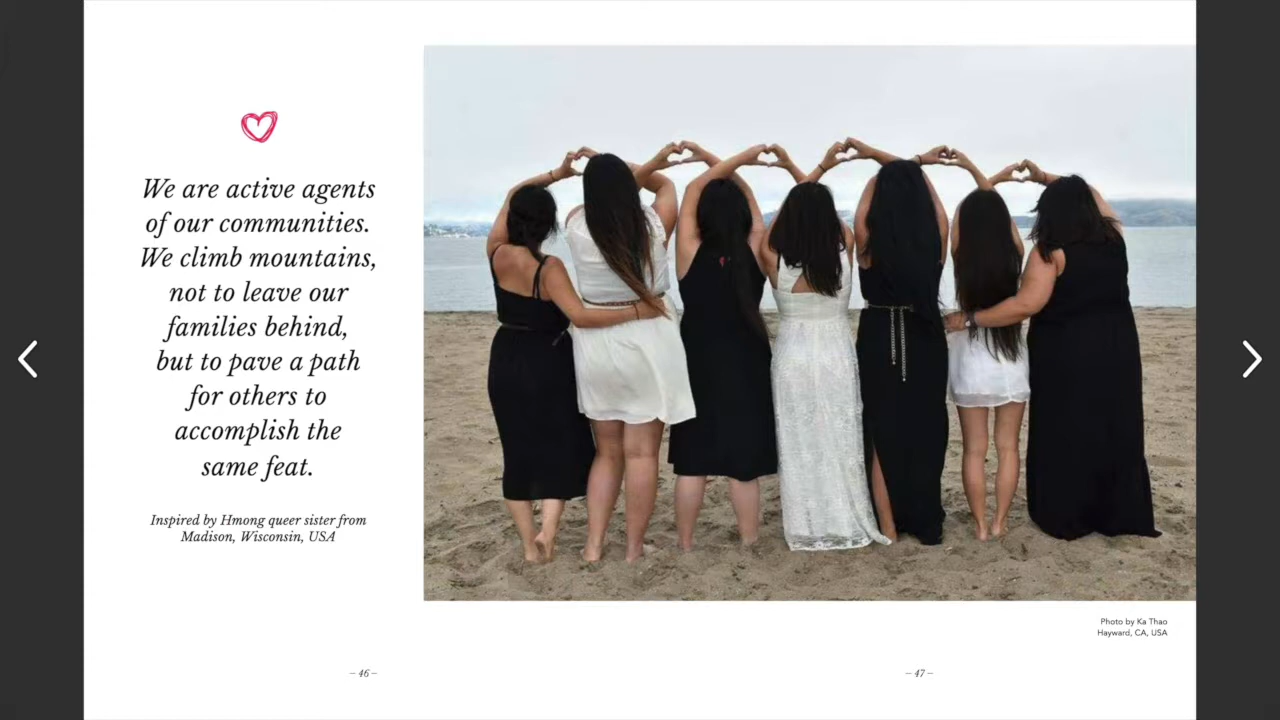 We are active agents
of our communities.
We climb mountains,
not to leave our
families behind,
but to pave a path
for others to
accomplish the
same feat.
Inspired by Hmong queer sister from
Madison, Wisconsin, USA
Photo by Ka Thao
Hayward, CA, USA
– 46 –
– 47 –